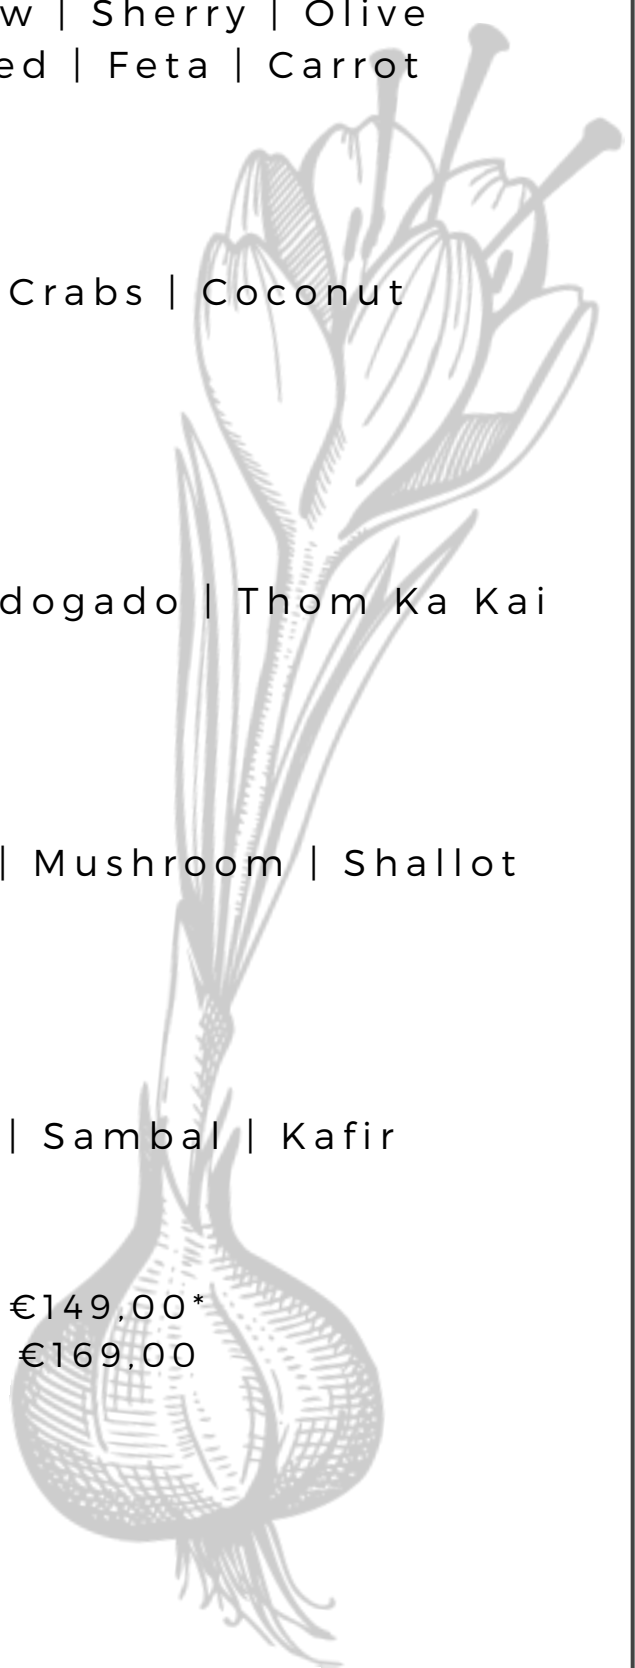 w | Sherry | Olive
ed | Feta | Carrot
Crabs | Coconut
dogado | Thom Ka Kai
| Mushroom | Shallot
| Sambal | Kafir
€149,00*
€169,00